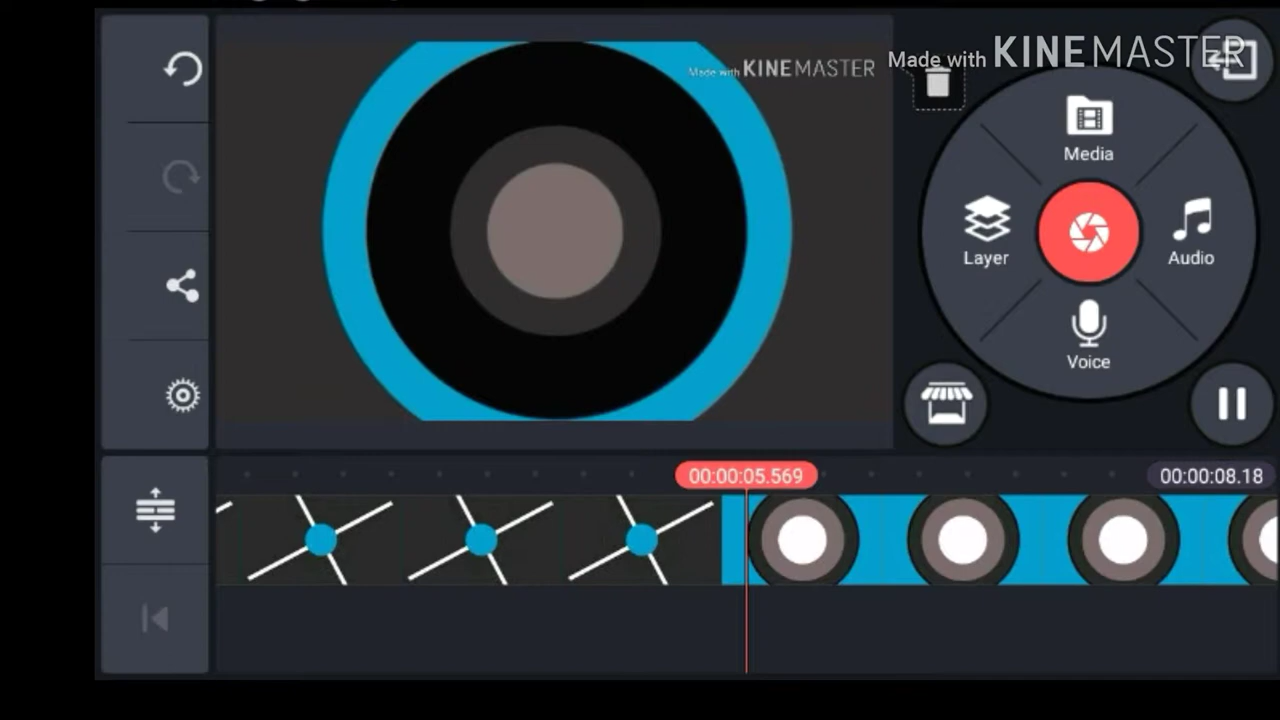 Made with KINEMASTER
Made with KINEMASTER
Media
Layer
Audio
Voice
00:00:05.569
00:00:08.18